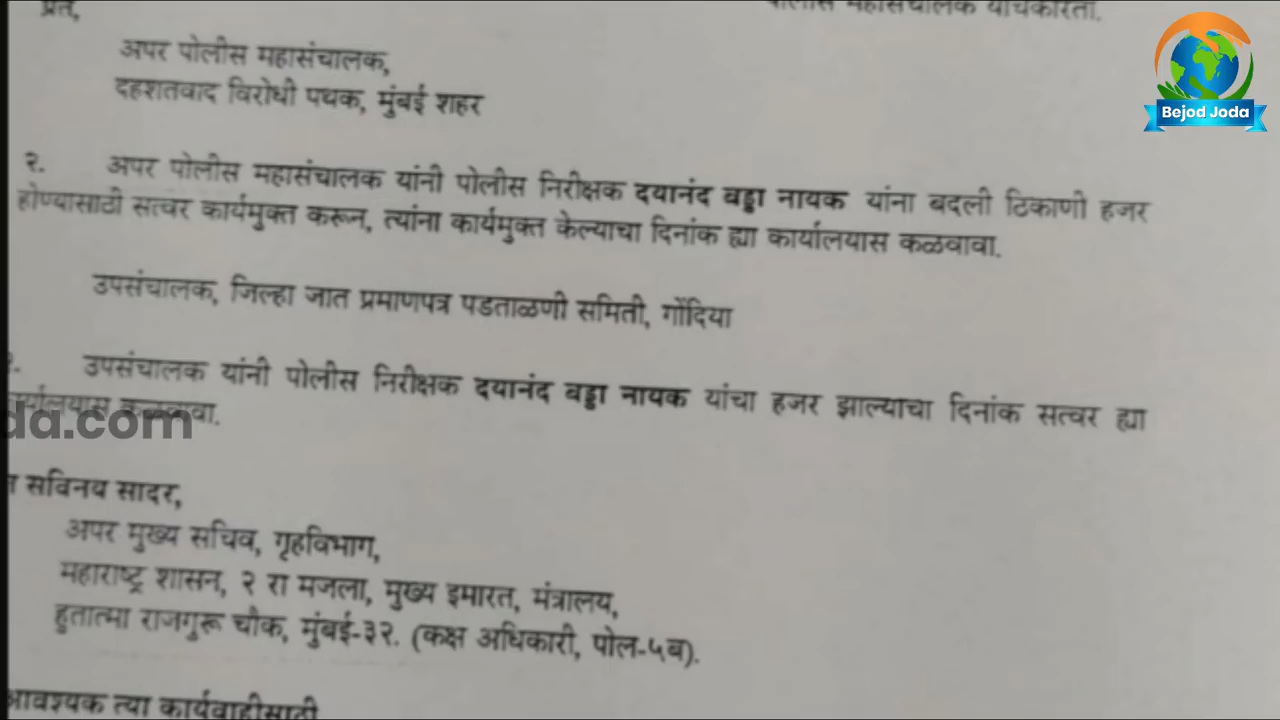 प्रति,
पोलीस महासंचालक यांचेकरिता.
Bejod Joda
अपर पोलीस महासंचालक,
दहशतवाद विरोधी पथक, मुंबई शहर
२. अपर पोलीस महासंचालक यांनी पोलीस निरीक्षक दयानंद बड्डा नायक यांना बदली ठिकाणी हजर
होण्यासाठी सत्वर कार्यमुक्त करून, त्यांना कार्यमुक्त केल्याचा दिनांक ह्या कार्यालयास कळवावा.
उपसंचालक, जिल्हा जात प्रमाणपत्र पडताळणी समिती, गोंदिया
उपसंचालक यांनी पोलीस निरीक्षक दयानंद बड्डा नायक यांचा हजर झाल्याचा दिनांक सत्वर ह्या
कार्यालयास कळवावा.
da.com
सविनय सादर,
अपर मुख्य सचिव, गृहविभाग,
महाराष्ट्र शासन, २ रा मजला, मुख्य इमारत, मंत्रालय,
हुतात्मा राजगुरू चौक, मुंबई-३२. (कक्ष अधिकारी, पोल-५ब).
आवश्यक त्या कार्यवाहीसाठी